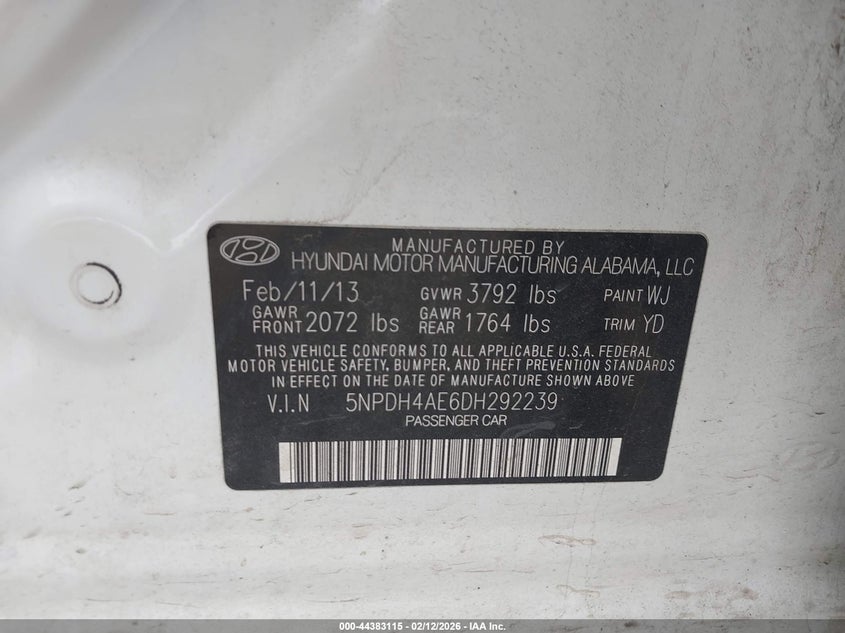 MANUFACTURED BY
HYUNDAI MOTOR MANUFACTURING ALABAMA, LLC
Feb/11/13 GVWR 3792 lbs PAINT WJ
GAWR FRONT 2072 lbs GAWR REAR 1764 lbs TRIM YD
THIS VEHICLE CONFORMS TO ALL APPLICABLE U.S.A. FEDERAL
MOTOR VEHICLE SAFETY, BUMPER, AND THEFT PREVENTION STANDARDS
IN EFFECT ON THE DATE OF MANUFACTURE SHOWN ABOVE
V.I.N 5NPDH4AE6DH292239
PASSENGER CAR
000-44383115 - 02/12/2026 - IAA Inc.